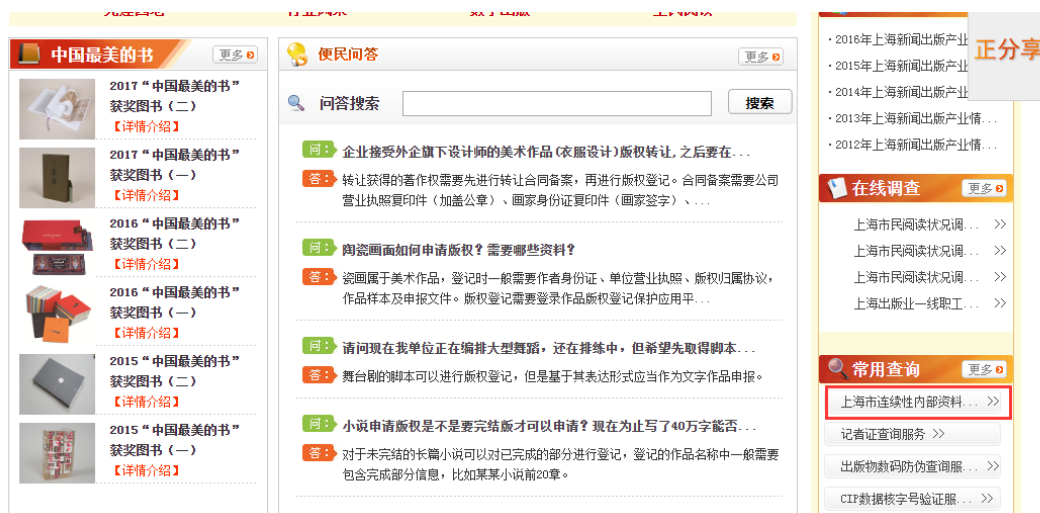 中国最美的书
更多
2017“中国最美的书”
获奖图书（二）
【详情介绍】
2017“中国最美的书”
获奖图书（一）
【详情介绍】
2016“中国最美的书”
获奖图书（二）
【详情介绍】
2016“中国最美的书”
获奖图书（一）
【详情介绍】
2015“中国最美的书”
获奖图书（二）
【详情介绍】
2015“中国最美的书”
获奖图书（一）
【详情介绍】
便民问答
更多
问答搜索
搜索
问： 企业接受外企旗下设计师的美术作品(衣服设计)版权转让,之后要在...
答： 转让获得的著作权需要先进行转让合同备案，再进行版权登记。合同备案需要公司
营业执照复印件（加盖公章）、画家身份证复印件（画家签字）、...
问： 陶瓷画面如何申请版权？需要哪些资料？
答： 瓷画属于美术作品，登记时一般需要作者身份证、单位营业执照、版权归属协议，
作品样本及申报文件。版权登记需要登录作品版权登记保护应用平...
问： 请问现在我单位正在编排大型舞蹈，还在排练中，但希望先取得脚本...
答： 舞台剧的脚本可以进行版权登记，但是基于其表达形式应当作为文字作品申报。
问： 小说申请版权是不是要完结版才可以申请？现在为止写了40万字能否...
答： 对于未完结的长篇小说可以对已完成的部分进行登记，登记的作品名称中一般需要
包含完成部分信息，比如某某小说前20章。
·2016年上海新闻出版产业
·2015年上海新闻出版产业
·2014年上海新闻出版产业
·2013年上海新闻出版产业情...
·2012年上海新闻出版产业情...
正分享
在线调查
更多
上海市民阅读状况调... >>
上海市民阅读状况调... >>
上海市民阅读状况调... >>
上海出版业一线职工... >>
常用查询
更多
上海市连续性内部资料... >>
记者证查询服务 >>
出版物数码防伪查询服... >>
CIP数据核字号验证服... >>